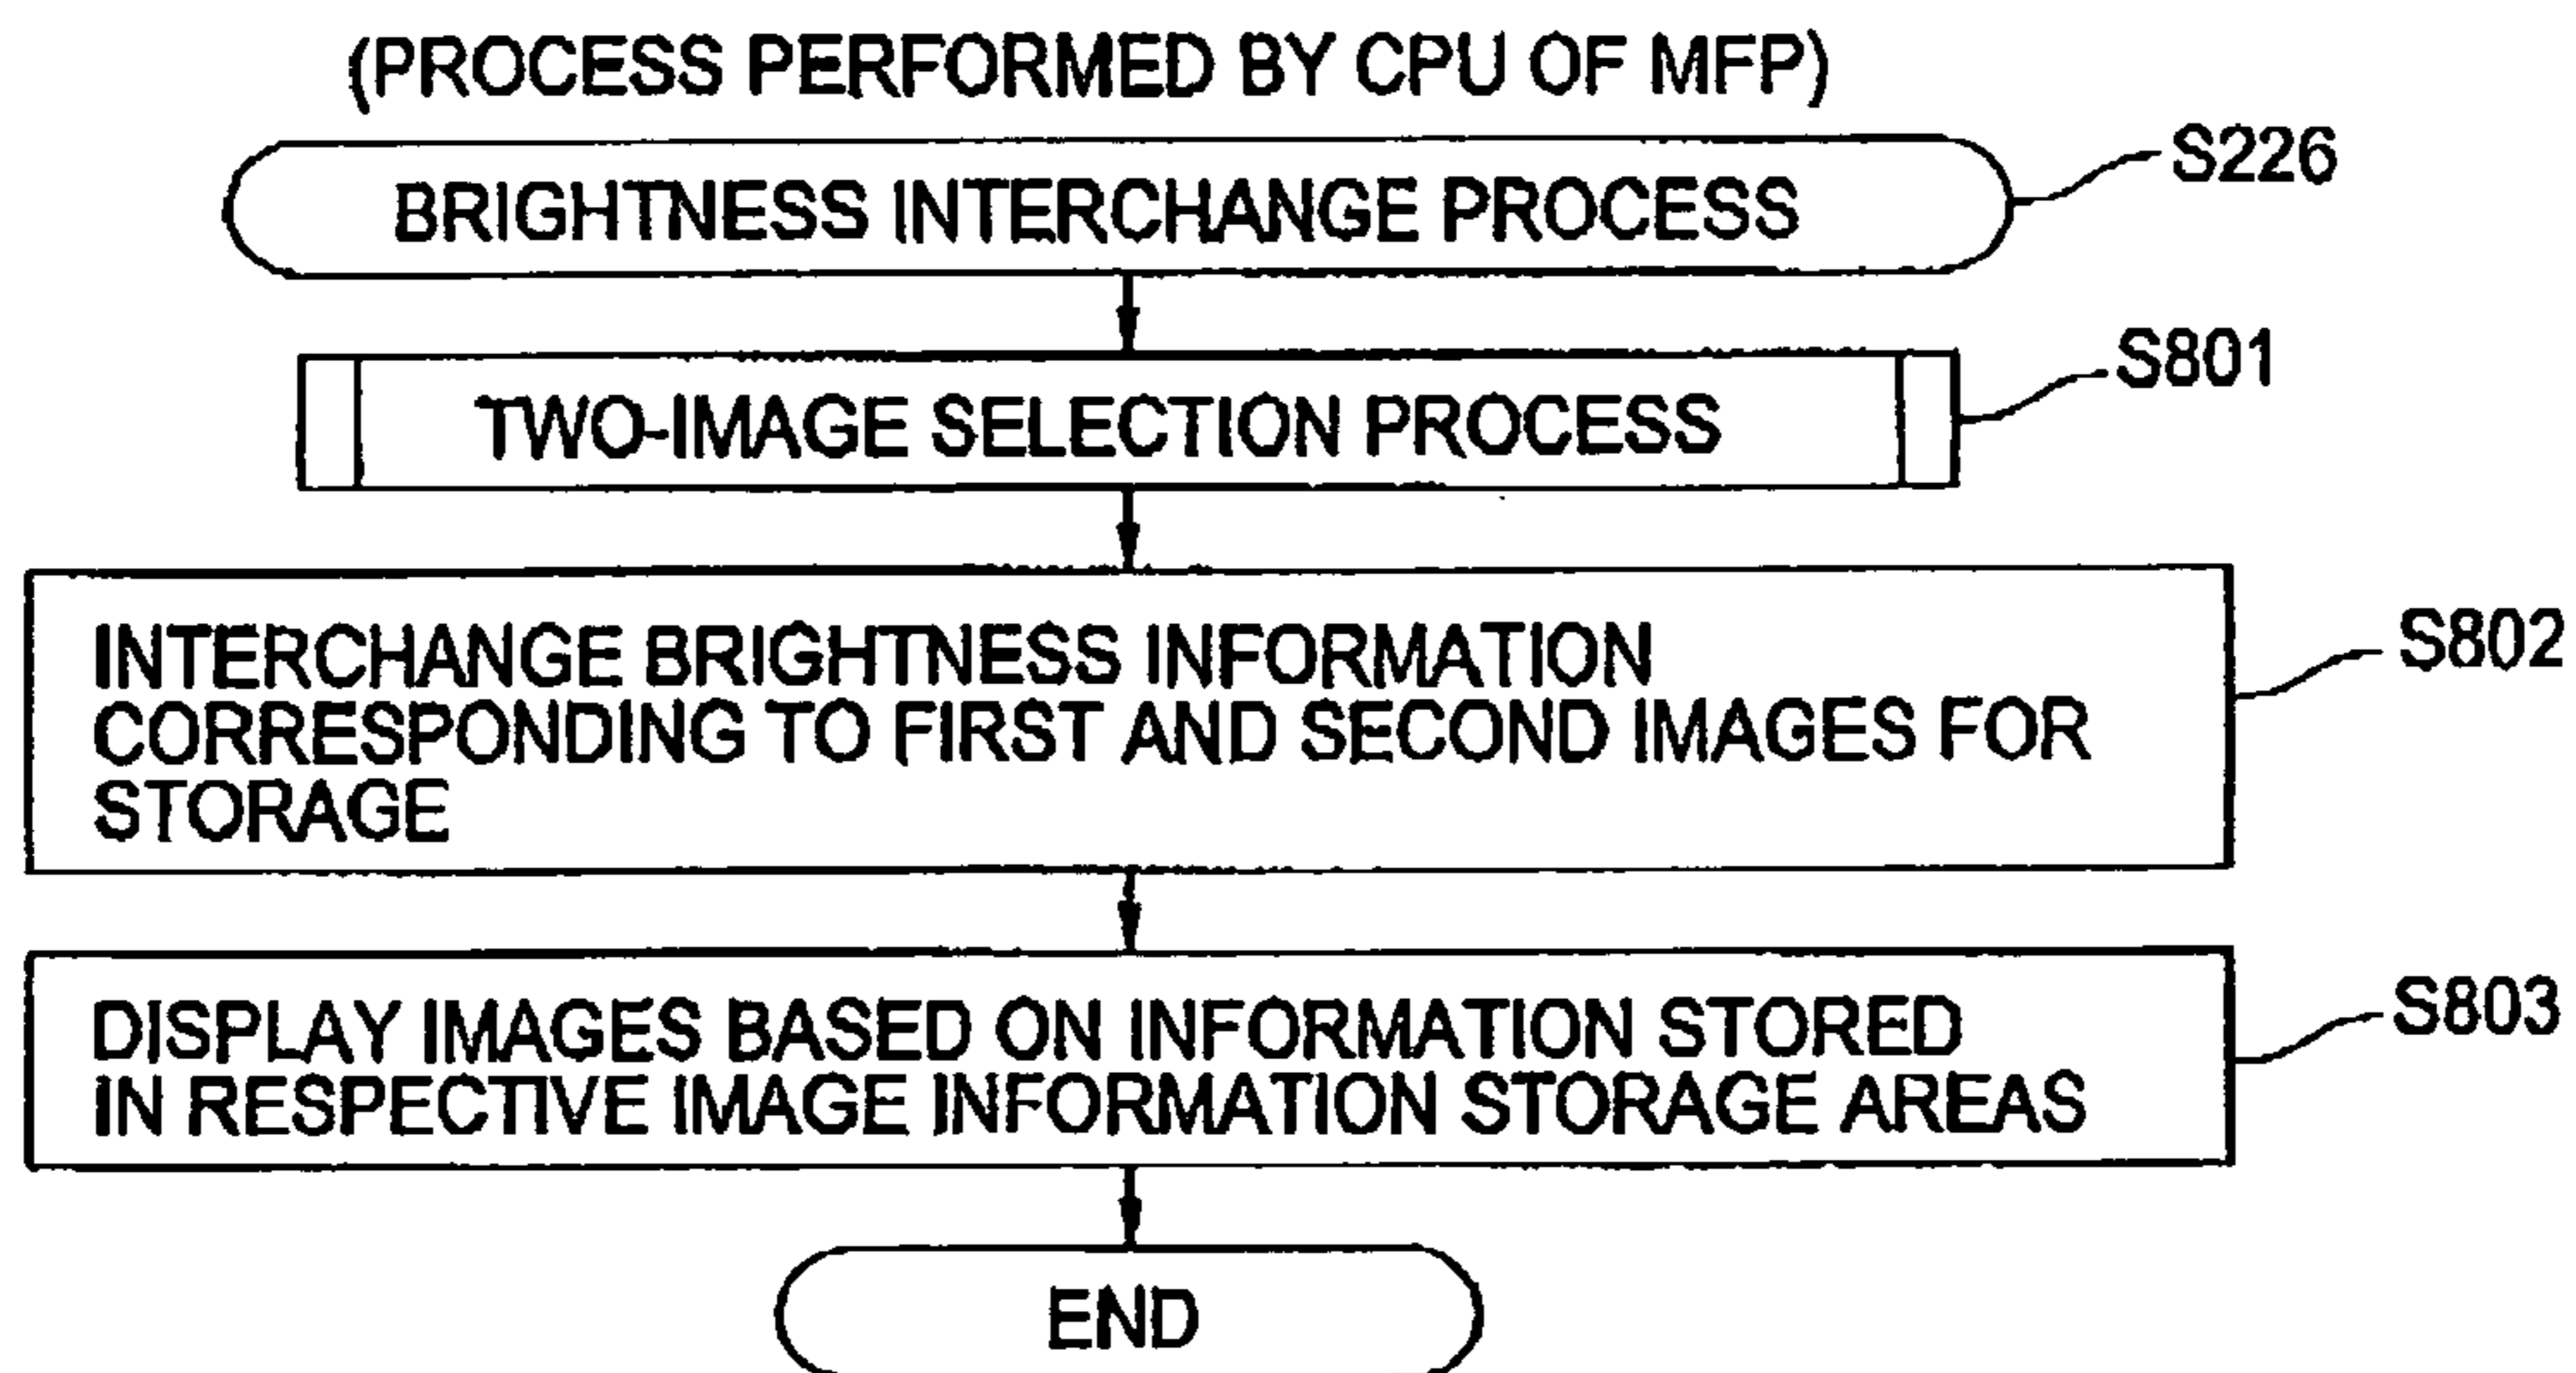 (PROCESS PERFORMED BY CPU OF MFP)
BRIGHTNESS INTERCHANGE PROCESS
S226
TWO-IMAGE SELECTION PROCESS
S801
INTERCHANGE BRIGHTNESS INFORMATION
CORRESPONDING TO FIRST AND SECOND IMAGES FOR
STORAGE
S802
DISPLAY IMAGES BASED ON INFORMATION STORED
IN RESPECTIVE IMAGE INFORMATION STORAGE AREAS
S803
END